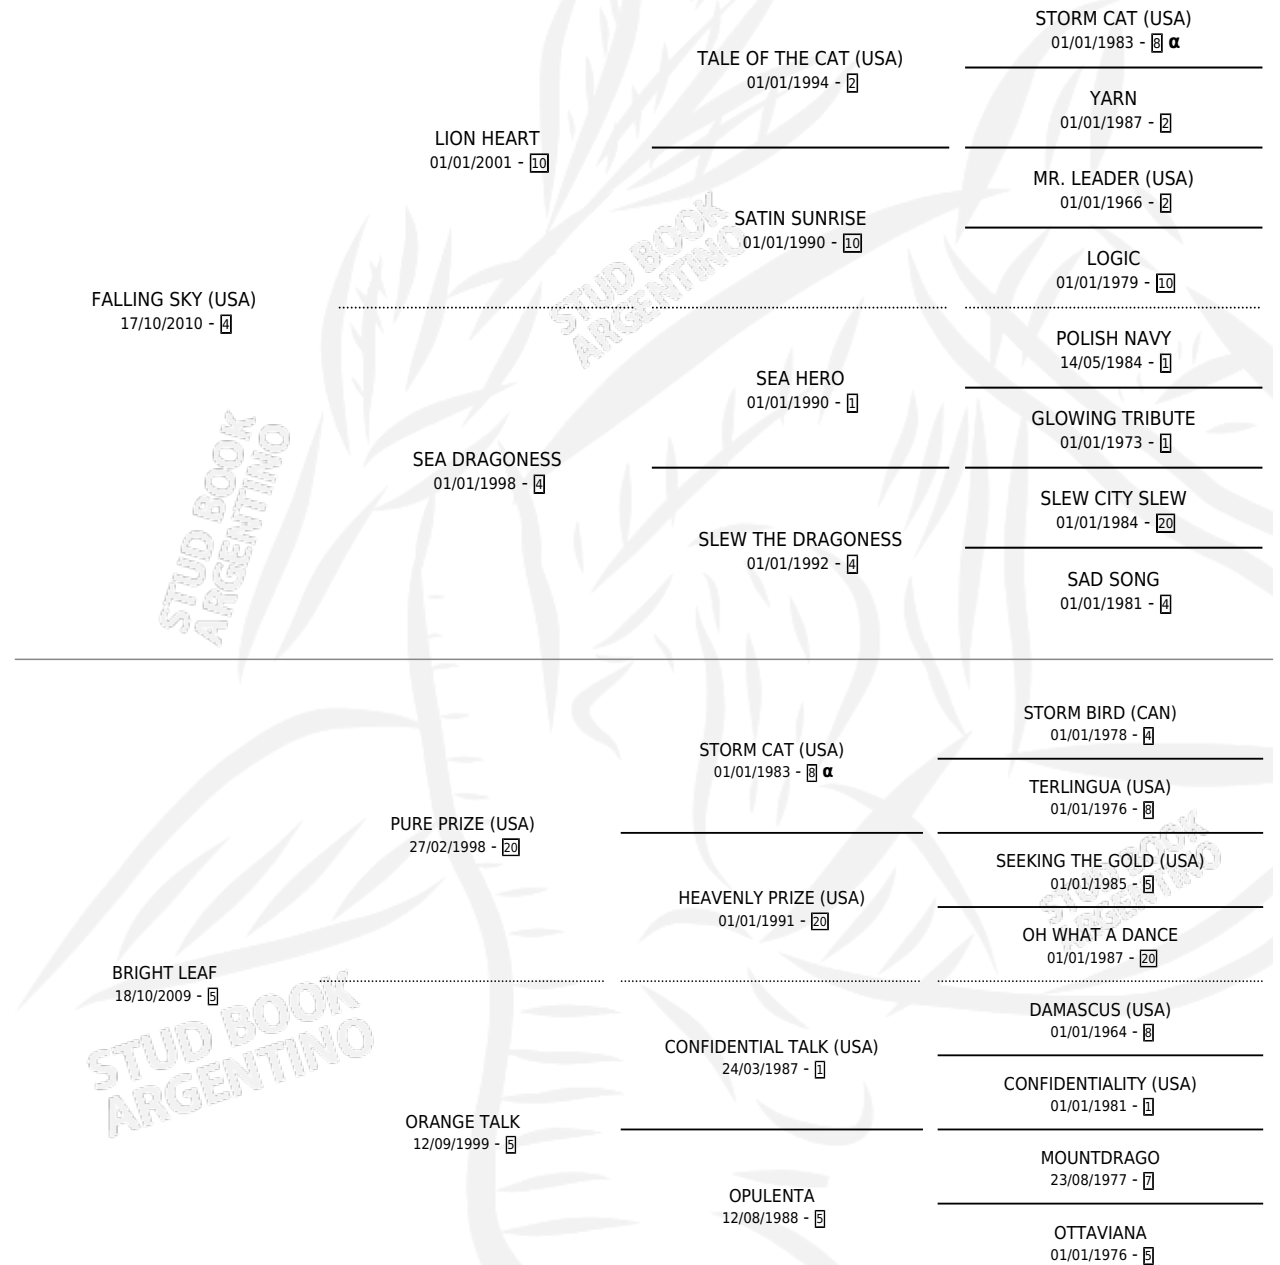 STORM CAT (USA)
01/01/1983 - 8 α
TALE OF THE CAT (USA)
01/01/1994 - 2
YARN
01/01/1987 - 2
LION HEART
01/01/2001 - 10
MR. LEADER (USA)
01/01/1966 - 2
SATIN SUNRISE
01/01/1990 - 10
LOGIC
01/01/1979 - 10
FALLING SKY (USA)
17/10/2010 - 4
POLISH NAVY
14/05/1984 - 1
SEA HERO
01/01/1990 - 1
GLOWING TRIBUTE
01/01/1973 - 1
SEA DRAGONESS
01/01/1998 - 4
SLEW CITY SLEW
01/01/1984 - 20
SLEW THE DRAGONESS
01/01/1992 - 4
SAD SONG
01/01/1981 - 4
STORM BIRD (CAN)
01/01/1978 - 4
STORM CAT (USA)
01/01/1983 - 8 α
TERLINGUA (USA)
01/01/1976 - 8
PURE PRIZE (USA)
27/02/1998 - 20
SEEKING THE GOLD (USA)
01/01/1985 - 5
HEAVENLY PRIZE (USA)
01/01/1991 - 20
OH WHAT A DANCE
01/01/1987 - 20
BRIGHT LEAF
18/10/2009 - 5
DAMASCUS (USA)
01/01/1964 - 8
CONFIDENTIAL TALK (USA)
24/03/1987 - 1
CONFIDENTIALITY (USA)
01/01/1981 - 1
ORANGE TALK
12/09/1999 - 5
MOUNTDRAGO
23/08/1977 - 7
OPULENTA
12/08/1988 - 5
OTTAVIANA
01/01/1976 - 5
STUD BOOK
ARGENTINO
STUD BOOK
ARGENTINO
STUD BOOK
ARGENTINO
STUD BOOK
ARGENTINO